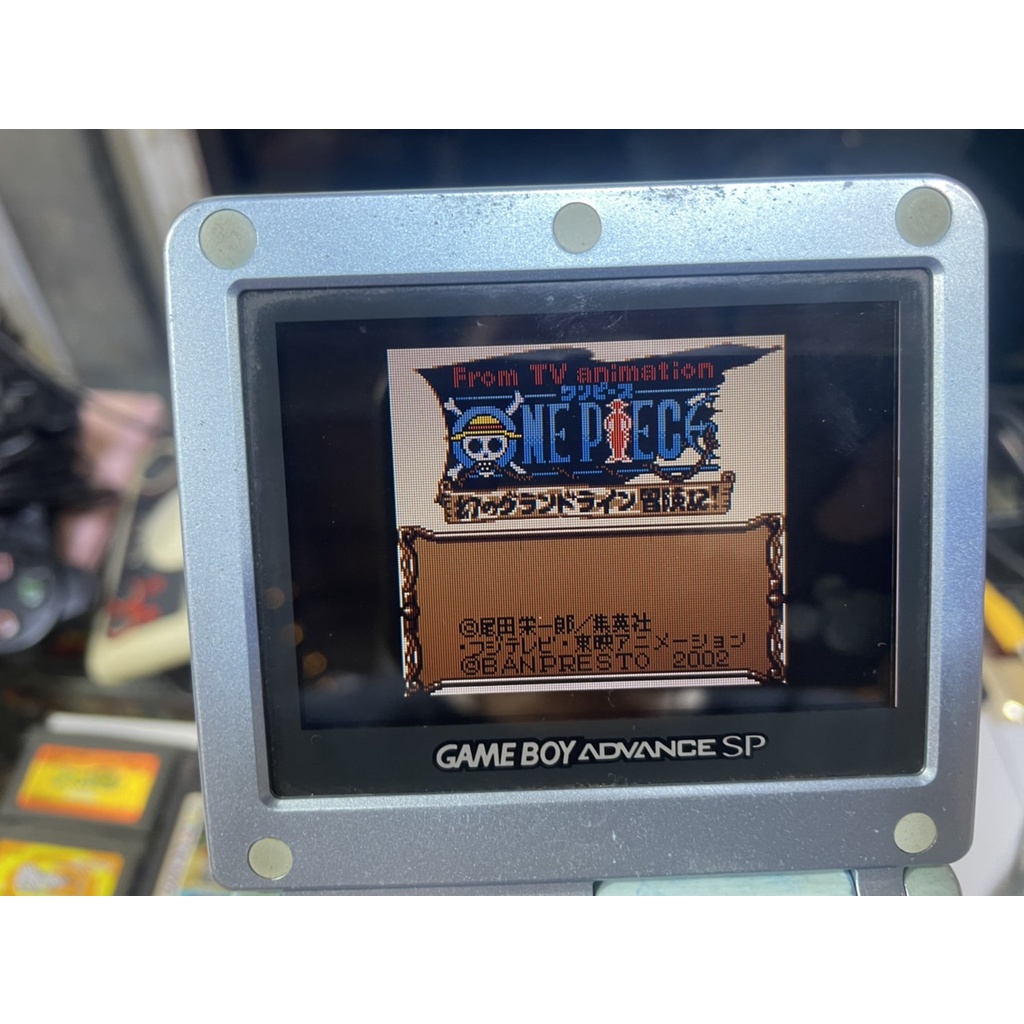 From TV animation
ワンピース
ONE PIECE
幻のグランドライン冒険記!
©尾田栄一郎／集英社
・フジテレビ・東映アニメーション
©BANPRESTO 2002
GAME BOY ADVANCE SP